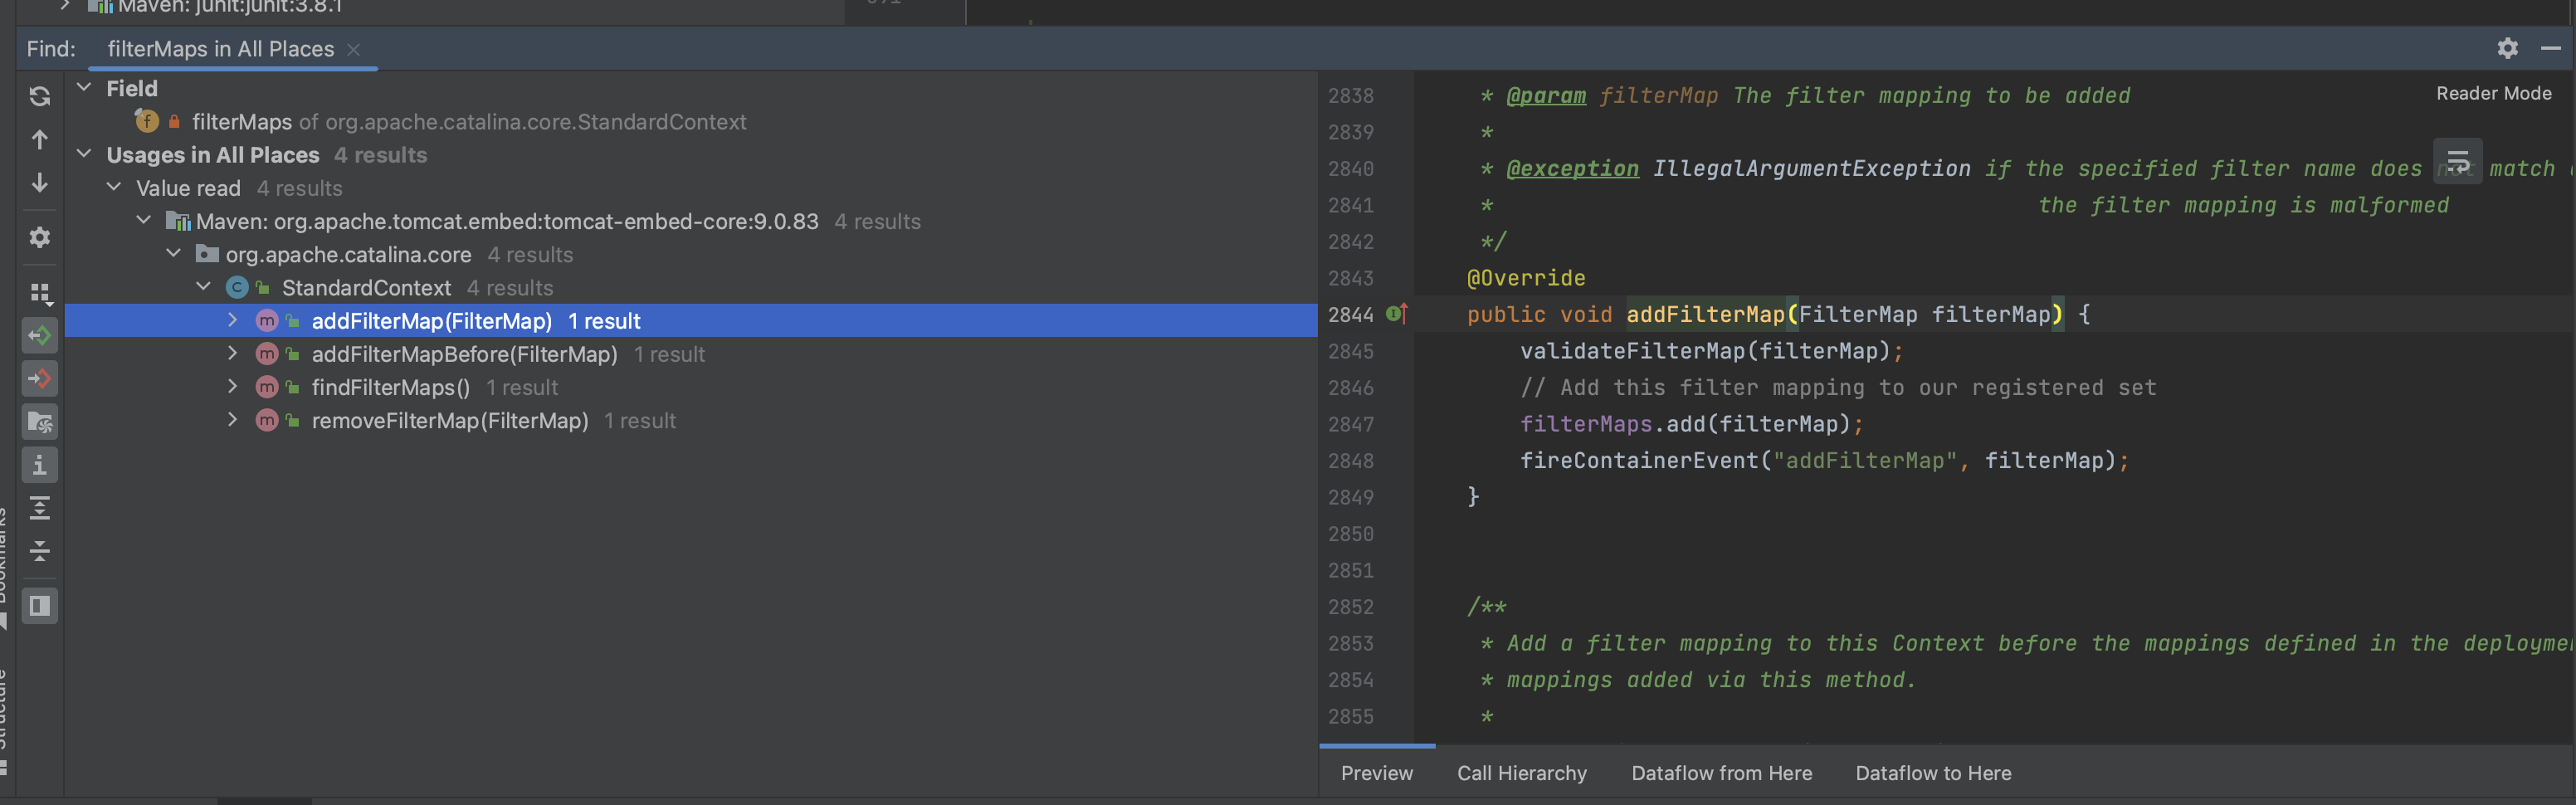 Maven: junit:junit:3.8.1
Find: filterMaps in All Places
Field
filterMaps of org.apache.catalina.core.StandardContext
Usages in All Places 4 results
Value read 4 results
Maven: org.apache.tomcat.embed:tomcat-embed-core:9.0.83 4 results
org.apache.catalina.core 4 results
StandardContext 4 results
addFilterMap(FilterMap) 1 result
addFilterMapBefore(FilterMap) 1 result
findFilterMaps() 1 result
removeFilterMap(FilterMap) 1 result
Bookmarks
Structure
Reader Mode
2838 * @param filterMap The filter mapping to be added
2839 *
2840 * @exception IllegalArgumentException if the specified filter name does not match
2841 * the filter mapping is malformed
2842 */
2843 @Override
2844 public void addFilterMap(FilterMap filterMap) {
2845 validateFilterMap(filterMap);
2846 // Add this filter mapping to our registered set
2847 filterMaps.add(filterMap);
2848 fireContainerEvent("addFilterMap", filterMap);
2849 }
2850
2851
2852 /**
2853 * Add a filter mapping to this Context before the mappings defined in the deployme
2854 * mappings added via this method.
2855 *
Preview Call Hierarchy Dataflow from Here Dataflow to Here